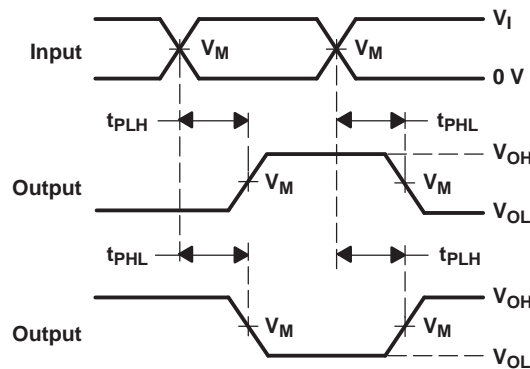 Input
V_M
V_M
V_I
0 V
t_PLH
t_PHL
Output
V_M
V_M
V_OH
V_OL
t_PHL
t_PLH
Output
V_M
V_M
V_OH
V_OL